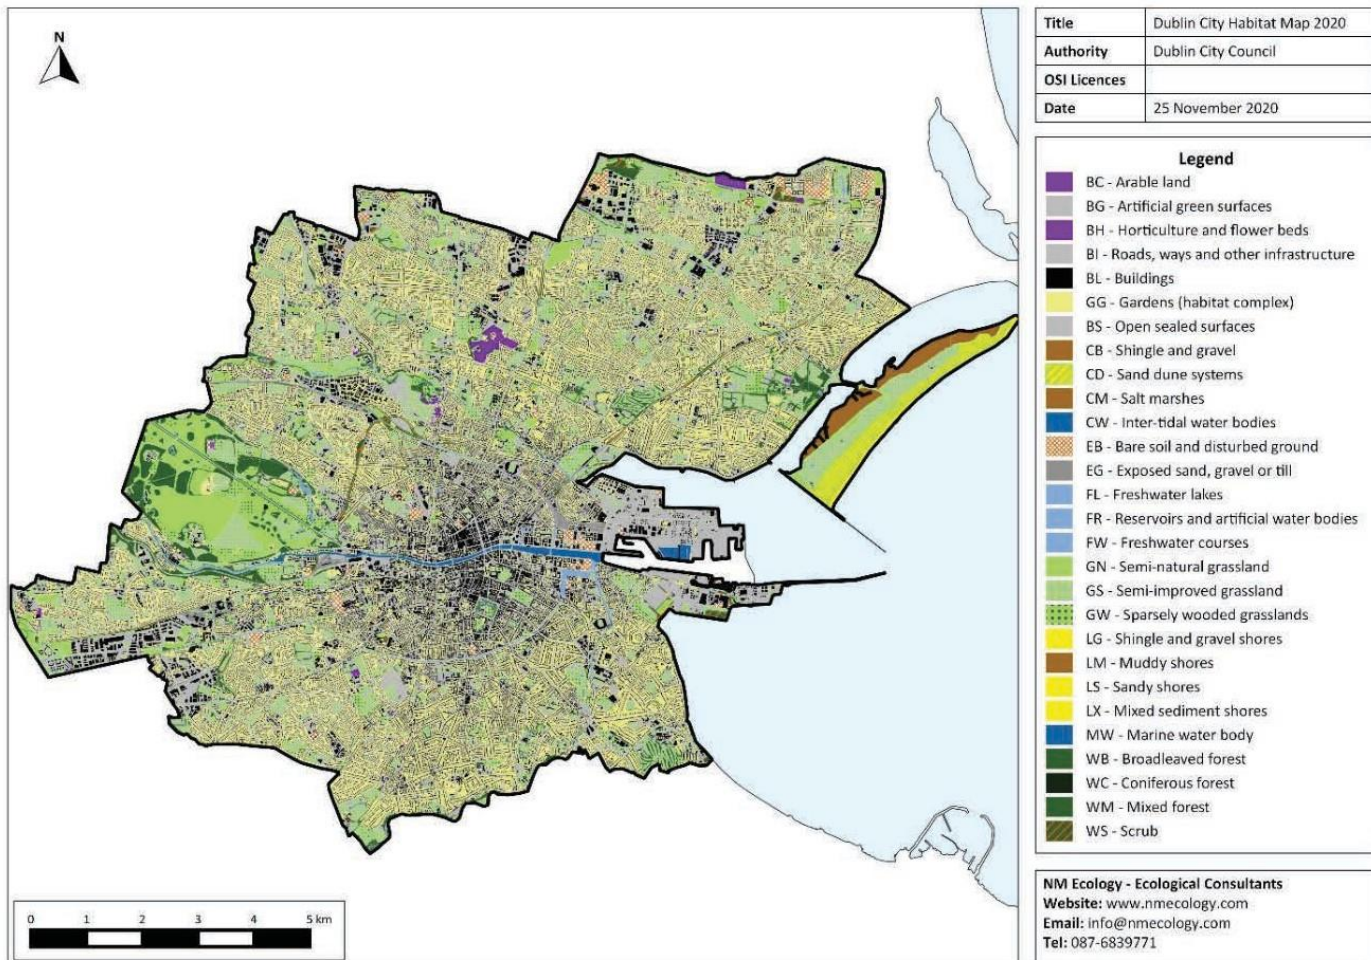 N
Title Dublin City Habitat Map 2020
Authority Dublin City Council
OSI Licences
Date 25 November 2020
Legend
BC - Arable land
BG - Artificial green surfaces
BH - Horticulture and flower beds
BI - Roads, ways and other infrastructure
BL - Buildings
GG - Gardens (habitat complex)
BS - Open sealed surfaces
CB - Shingle and gravel
CD - Sand dune systems
CM - Salt marshes
CW - Inter-tidal water bodies
EB - Bare soil and disturbed ground
EG - Exposed sand, gravel or till
FL - Freshwater lakes
FR - Reservoirs and artificial water bodies
FW - Freshwater courses
GN - Semi-natural grassland
GS - Semi-improved grassland
GW - Sparsely wooded grasslands
LG - Shingle and gravel shores
LM - Muddy shores
LS - Sandy shores
LX - Mixed sediment shores
MW - Marine water body
WB - Broadleaved forest
WC - Coniferous forest
WM - Mixed forest
WS - Scrub
NM Ecology - Ecological Consultants
Website: www.nmecology.com
Email: info@nmecology.com
Tel: 087-6839771
0 1 2 3 4 5 km